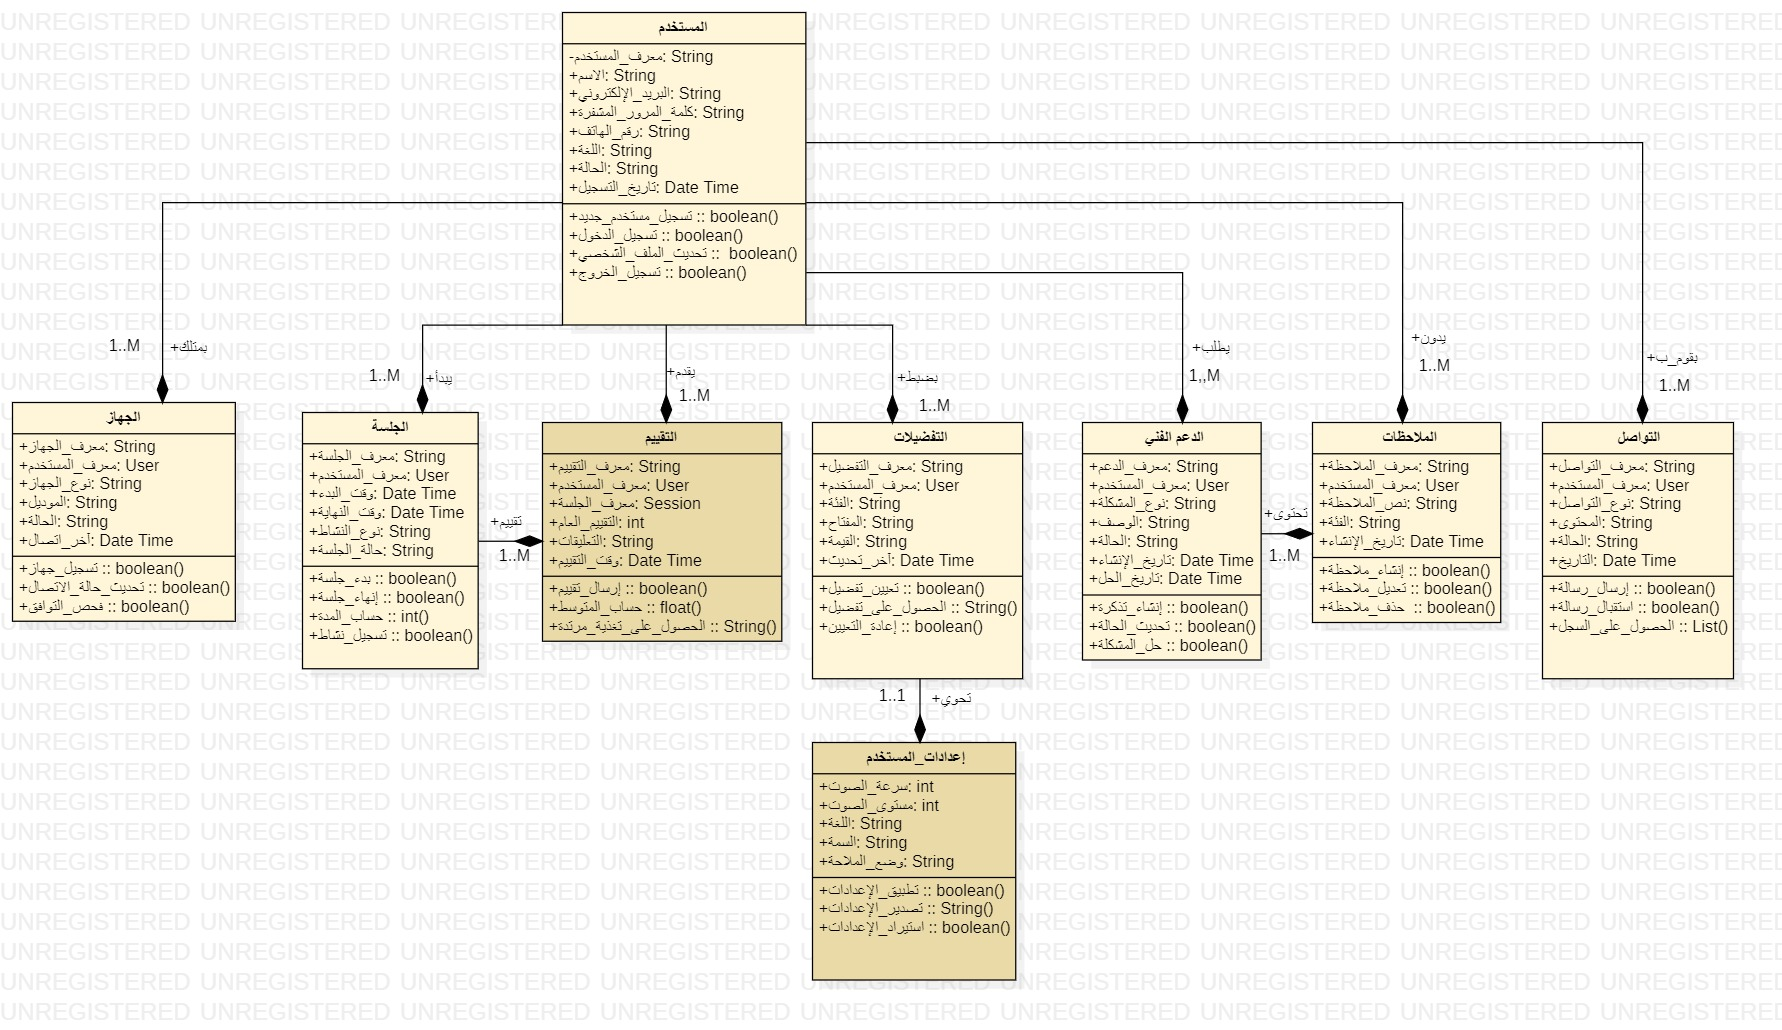 المستخدم
-معرف_المستخدم: String
+الاسم: String
+البريد_الإلكتروني: String
+كلمة_المرور_المشفرة: String
+رقم_الهاتف: String
+اللغة: String
+الحالة: String
+تاريخ_التسجيل: Date Time
+تسجيل_مستخدم_جديد :: boolean()
+تسجيل_الدخول :: boolean()
+تحديث_الملف_الشخصي :: boolean()
+تسجيل_الخروج :: boolean()
1..M
+يمتلك
1..M
+يبدأ
+يقدم
1..M
+يضبط
1..M
+يطلب
1,,M
+يدون
1..M
+يقوم_ب
1..M
الجهاز
+معرف_الجهاز: String
+معرف_المستخدم: User
+نوع_الجهاز: String
+الموديل: String
+الحالة: String
+آخر_اتصال: Date Time
+تسجيل_جهاز :: boolean()
+تحديث_حالة_الاتصال :: boolean()
+فحص_التوافق :: boolean()
الجلسة
+معرف_الجلسة: String
+معرف_المستخدم: User
+وقت_البدء: Date Time
+وقت_النهاية: Date Time
+نوع_النشاط: String
+حالة_الجلسة: String
+بدء_جلسة :: boolean()
+إنهاء_جلسة :: boolean()
+حساب_المدة :: int()
+تسجيل_نشاط :: boolean()
+تقييم
1..M
التقييم
+معرف_التقييم: String
+معرف_المستخدم: User
+معرف_الجلسة: Session
+التقييم_العام: int
+التعليقات: String
+وقت_التقييم: Date Time
+إرسال_تقييم :: boolean()
+حساب_المتوسط :: float()
+الحصول_على_تغذية_مرتدة :: String()
التفضيلات
+معرف_التفضيل: String
+معرف_المستخدم: User
+الفئة: String
+المفتاح: String
+القيمة: String
+آخر_تحديث: Date Time
+تعيين_تفضيل :: boolean()
+الحصول_على_تفضيل :: String()
+إعادة_التعيين :: boolean()
الدعم الفني
+معرف_الدعم: String
+معرف_المستخدم: User
+نوع_المشكلة: String
+الوصف: String
+الحالة: String
+تاريخ_الإنشاء: Date Time
+تاريخ_الحل: Date Time
+إنشاء_تذكرة :: boolean()
+تحديث_الحالة :: boolean()
+حل_المشكلة :: boolean()
+تحتوى
1..M
الملاحظات
+معرف_الملاحظة: String
+معرف_المستخدم: User
+نص_الملاحظة: String
+الفئة: String
+تاريخ_الإنشاء: Date Time
+إنشاء_ملاحظة :: boolean()
+تعديل_ملاحظة :: boolean()
+حذف_ملاحظة :: boolean()
التواصل
+معرف_التواصل: String
+معرف_المستخدم: User
+نوع_التواصل: String
+المحتوى: String
+الحالة: String
+التاريخ: Date Time
+إرسال_رسالة :: boolean()
+استقبال_رسالة :: boolean()
+الحصول_على_السجل :: List()
1..1
+تحوي
إعدادات_المستخدم
+سرعة_الصوت: int
+مستوى_الصوت: int
+اللغة: String
+السمة: String
+وضع_الملاحة: String
+تطبيق_الإعدادات :: boolean()
+تصدير_الإعدادات :: String()
+استيراد_الإعدادات :: boolean()
UNREGISTERED